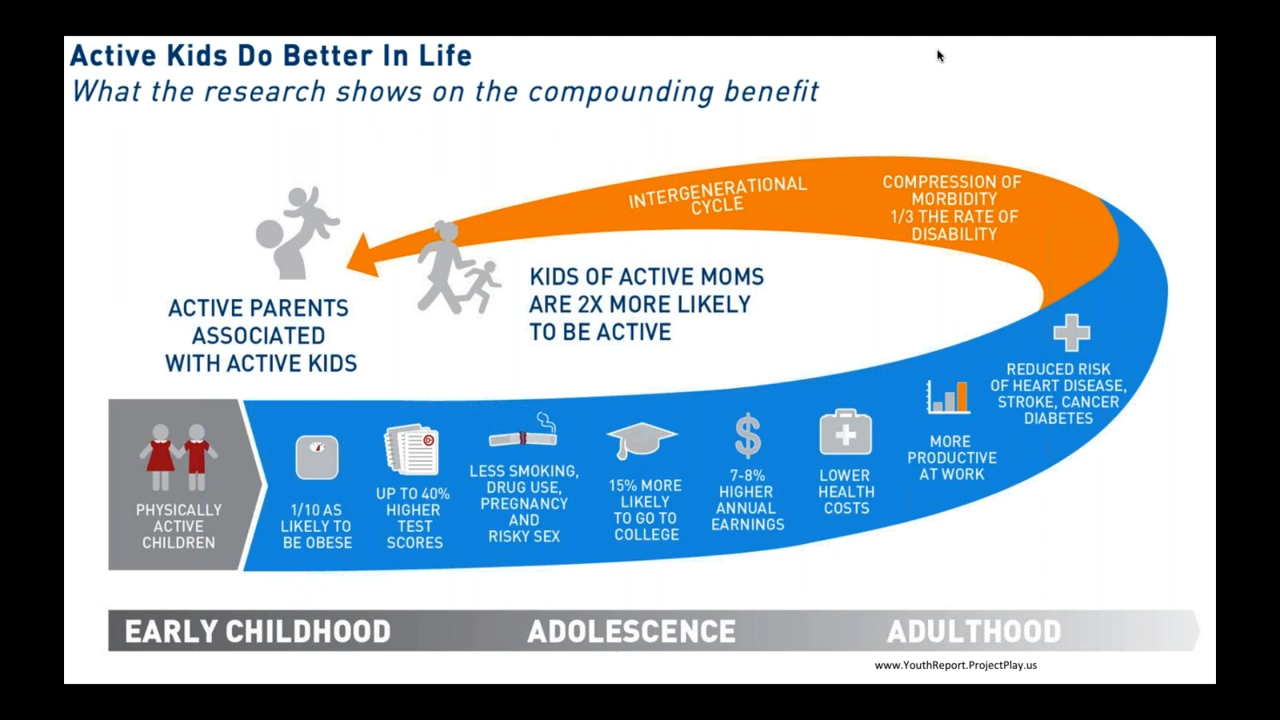 Active Kids Do Better In Life
What the research shows on the compounding benefit
INTERGENERATIONAL
CYCLE
COMPRESSION OF
MORBIDITY
1/3 THE RATE OF
DISABILITY
KIDS OF ACTIVE MOMS
ARE 2X MORE LIKELY
TO BE ACTIVE
ACTIVE PARENTS
ASSOCIATED
WITH ACTIVE KIDS
PHYSICALLY
ACTIVE
CHILDREN
1/10 AS
LIKELY TO
BE OBESE
UP TO 40%
HIGHER
TEST
SCORES
LESS SMOKING,
DRUG USE,
PREGNANCY
AND
RISKY SEX
15% MORE
LIKELY
TO GO TO
COLLEGE
$
7-8%
HIGHER
ANNUAL
EARNINGS
LOWER
HEALTH
COSTS
MORE
PRODUCTIVE
AT WORK
REDUCED RISK
OF HEART DISEASE,
STROKE, CANCER
DIABETES
EARLY CHILDHOOD
ADOLESCENCE
ADULTHOOD
www.YouthReport.ProjectPlay.us